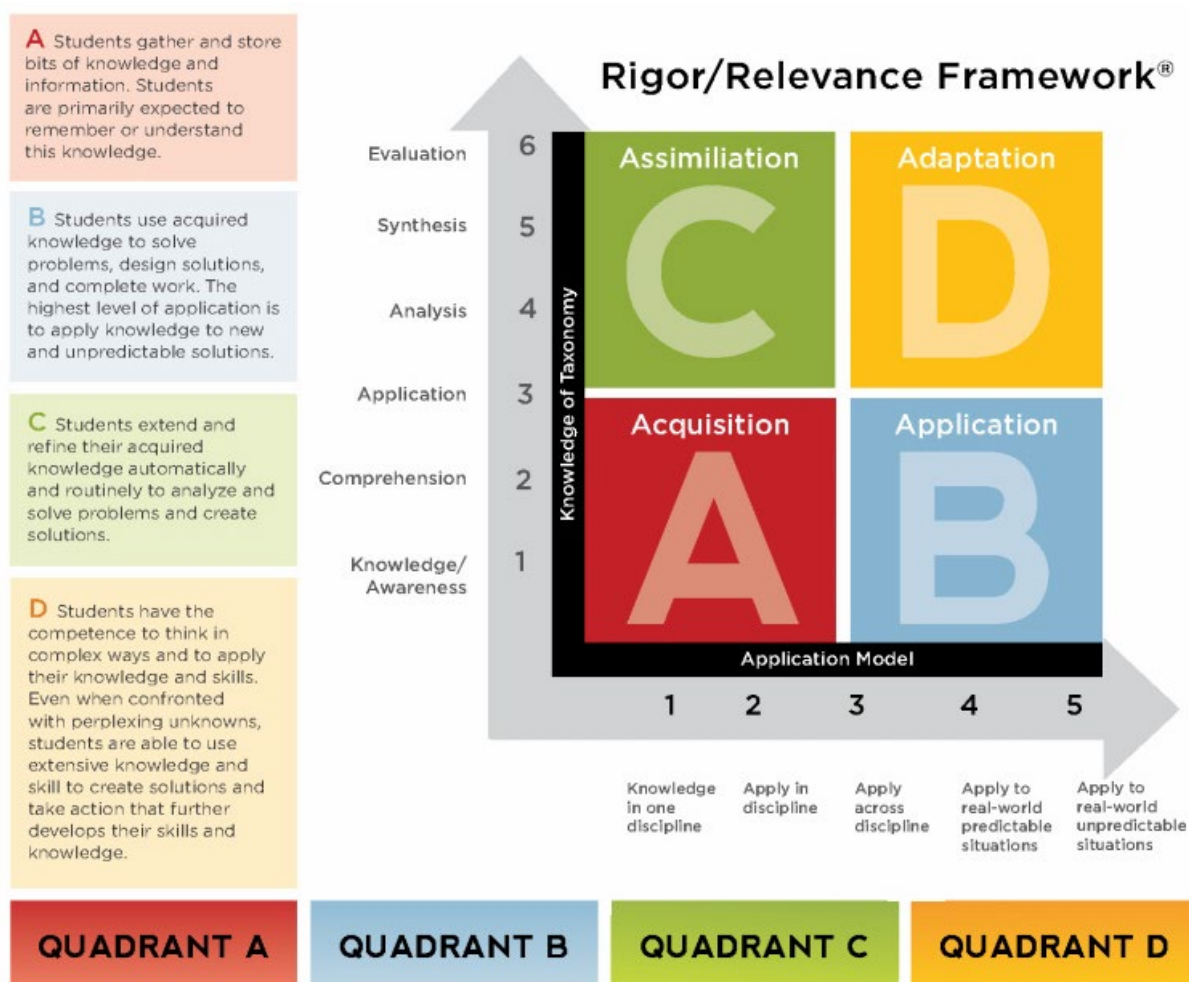 A Students gather and store
bits of knowledge and
information. Students
are primarily expected to
remember or understand
this knowledge.
B Students use acquired
knowledge to solve
problems, design solutions,
and complete work. The
highest level of application is
to apply knowledge to new
and unpredictable solutions.
C Students extend and
refine their acquired
knowledge automatically
and routinely to analyze and
solve problems and create
solutions.
D Students have the
competence to think in
complex ways and to apply
their knowledge and skills.
Even when confronted
with perplexing unknowns,
students are able to use
extensive knowledge and
skill to create solutions and
take action that further
develops their skills and
knowledge.
Rigor/Relevance Framework®
Evaluation 6
Synthesis 5
Analysis 4
Application 3
Comprehension 2
Knowledge/
Awareness
1
Knowledge of Taxonomy
Assimiliation
C
Adaptation
D
Acquisition
A
Application
B
Application Model
1 2 3 4 5
Knowledge
in one
discipline
Apply in
discipline
Apply
across
discipline
Apply to
real-world
predictable
situations
Apply to
real-world
unpredictable
situations
QUADRANT A
QUADRANT B
QUADRANT C
QUADRANT D